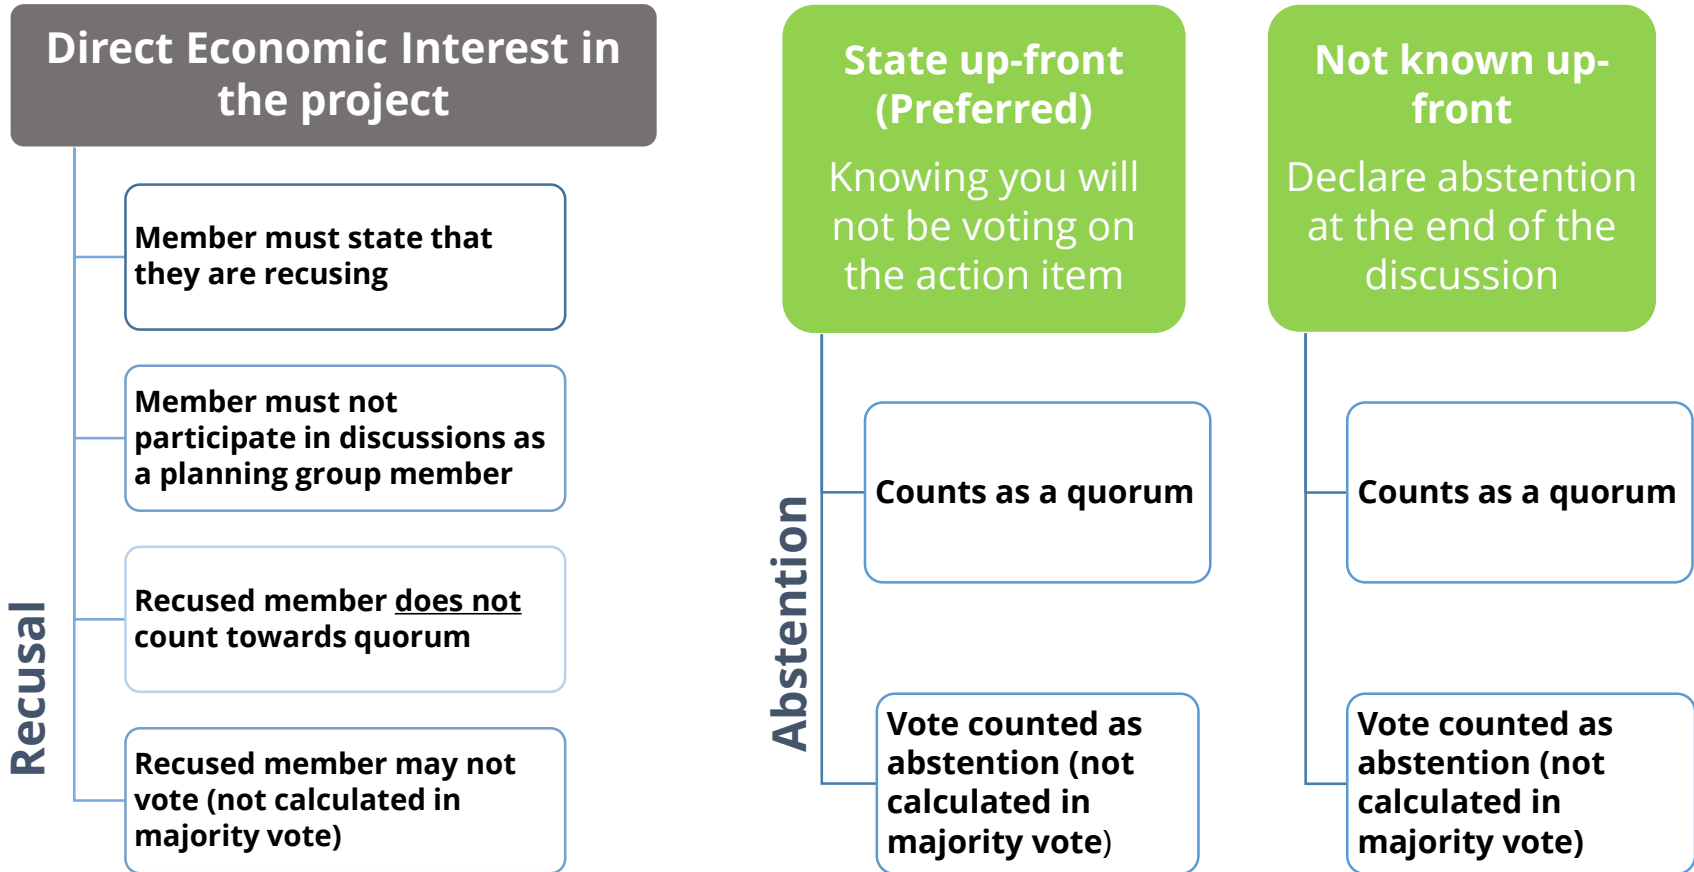 Direct Economic Interest in
the project
Member must state that
they are recusing
Member must not
participate in discussions as
a planning group member
Recused member does not
count towards quorum
Recused member may not
vote (not calculated in
majority vote)
Recusal
State up-front
(Preferred)
Knowing you will
not be voting on
the action item
Counts as a quorum
Vote counted as
abstention (not
calculated in
majority vote)
Abstention
Not known up-
front
Declare abstention
at the end of the
discussion
Counts as a quorum
Vote counted as
abstention (not
calculated in
majority vote)